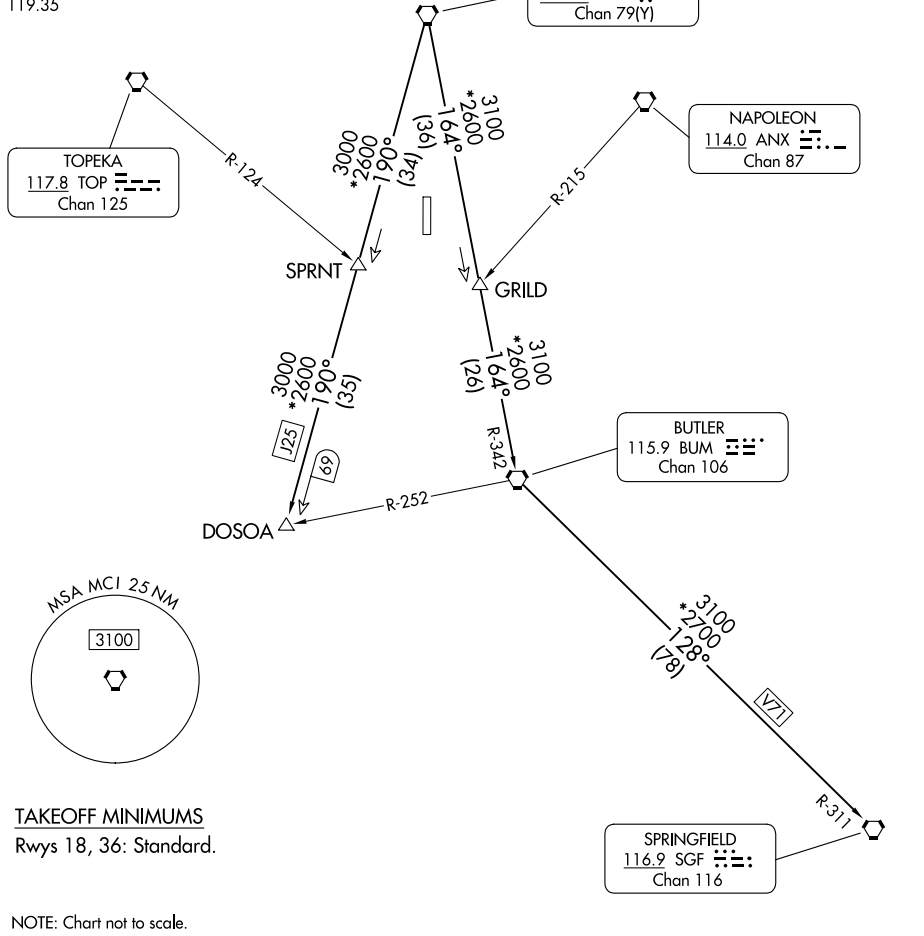 119.35
Chan 79(Y)
TOPEKA
117.8 TOP
Chan 125
NAPOLEON
114.0 ANX
Chan 87
R-124
R-215
3000
*2600
190°
(34)
3100
*2600
164°
(36)
SPRNT
GRILD
3000
*2600
190°
(35)
3100
*2600
164°
(26)
J25
69
R-342
BUTLER
115.9 BUM
Chan 106
R-252
DOSOA
MSA MCI 25 NM
3100
3100
*2700
128°
(78)
V71
R-311
TAKEOFF MINIMUMS
Rwys 18, 36: Standard.
SPRINGFIELD
116.9 SGF
Chan 116
NOTE: Chart not to scale.